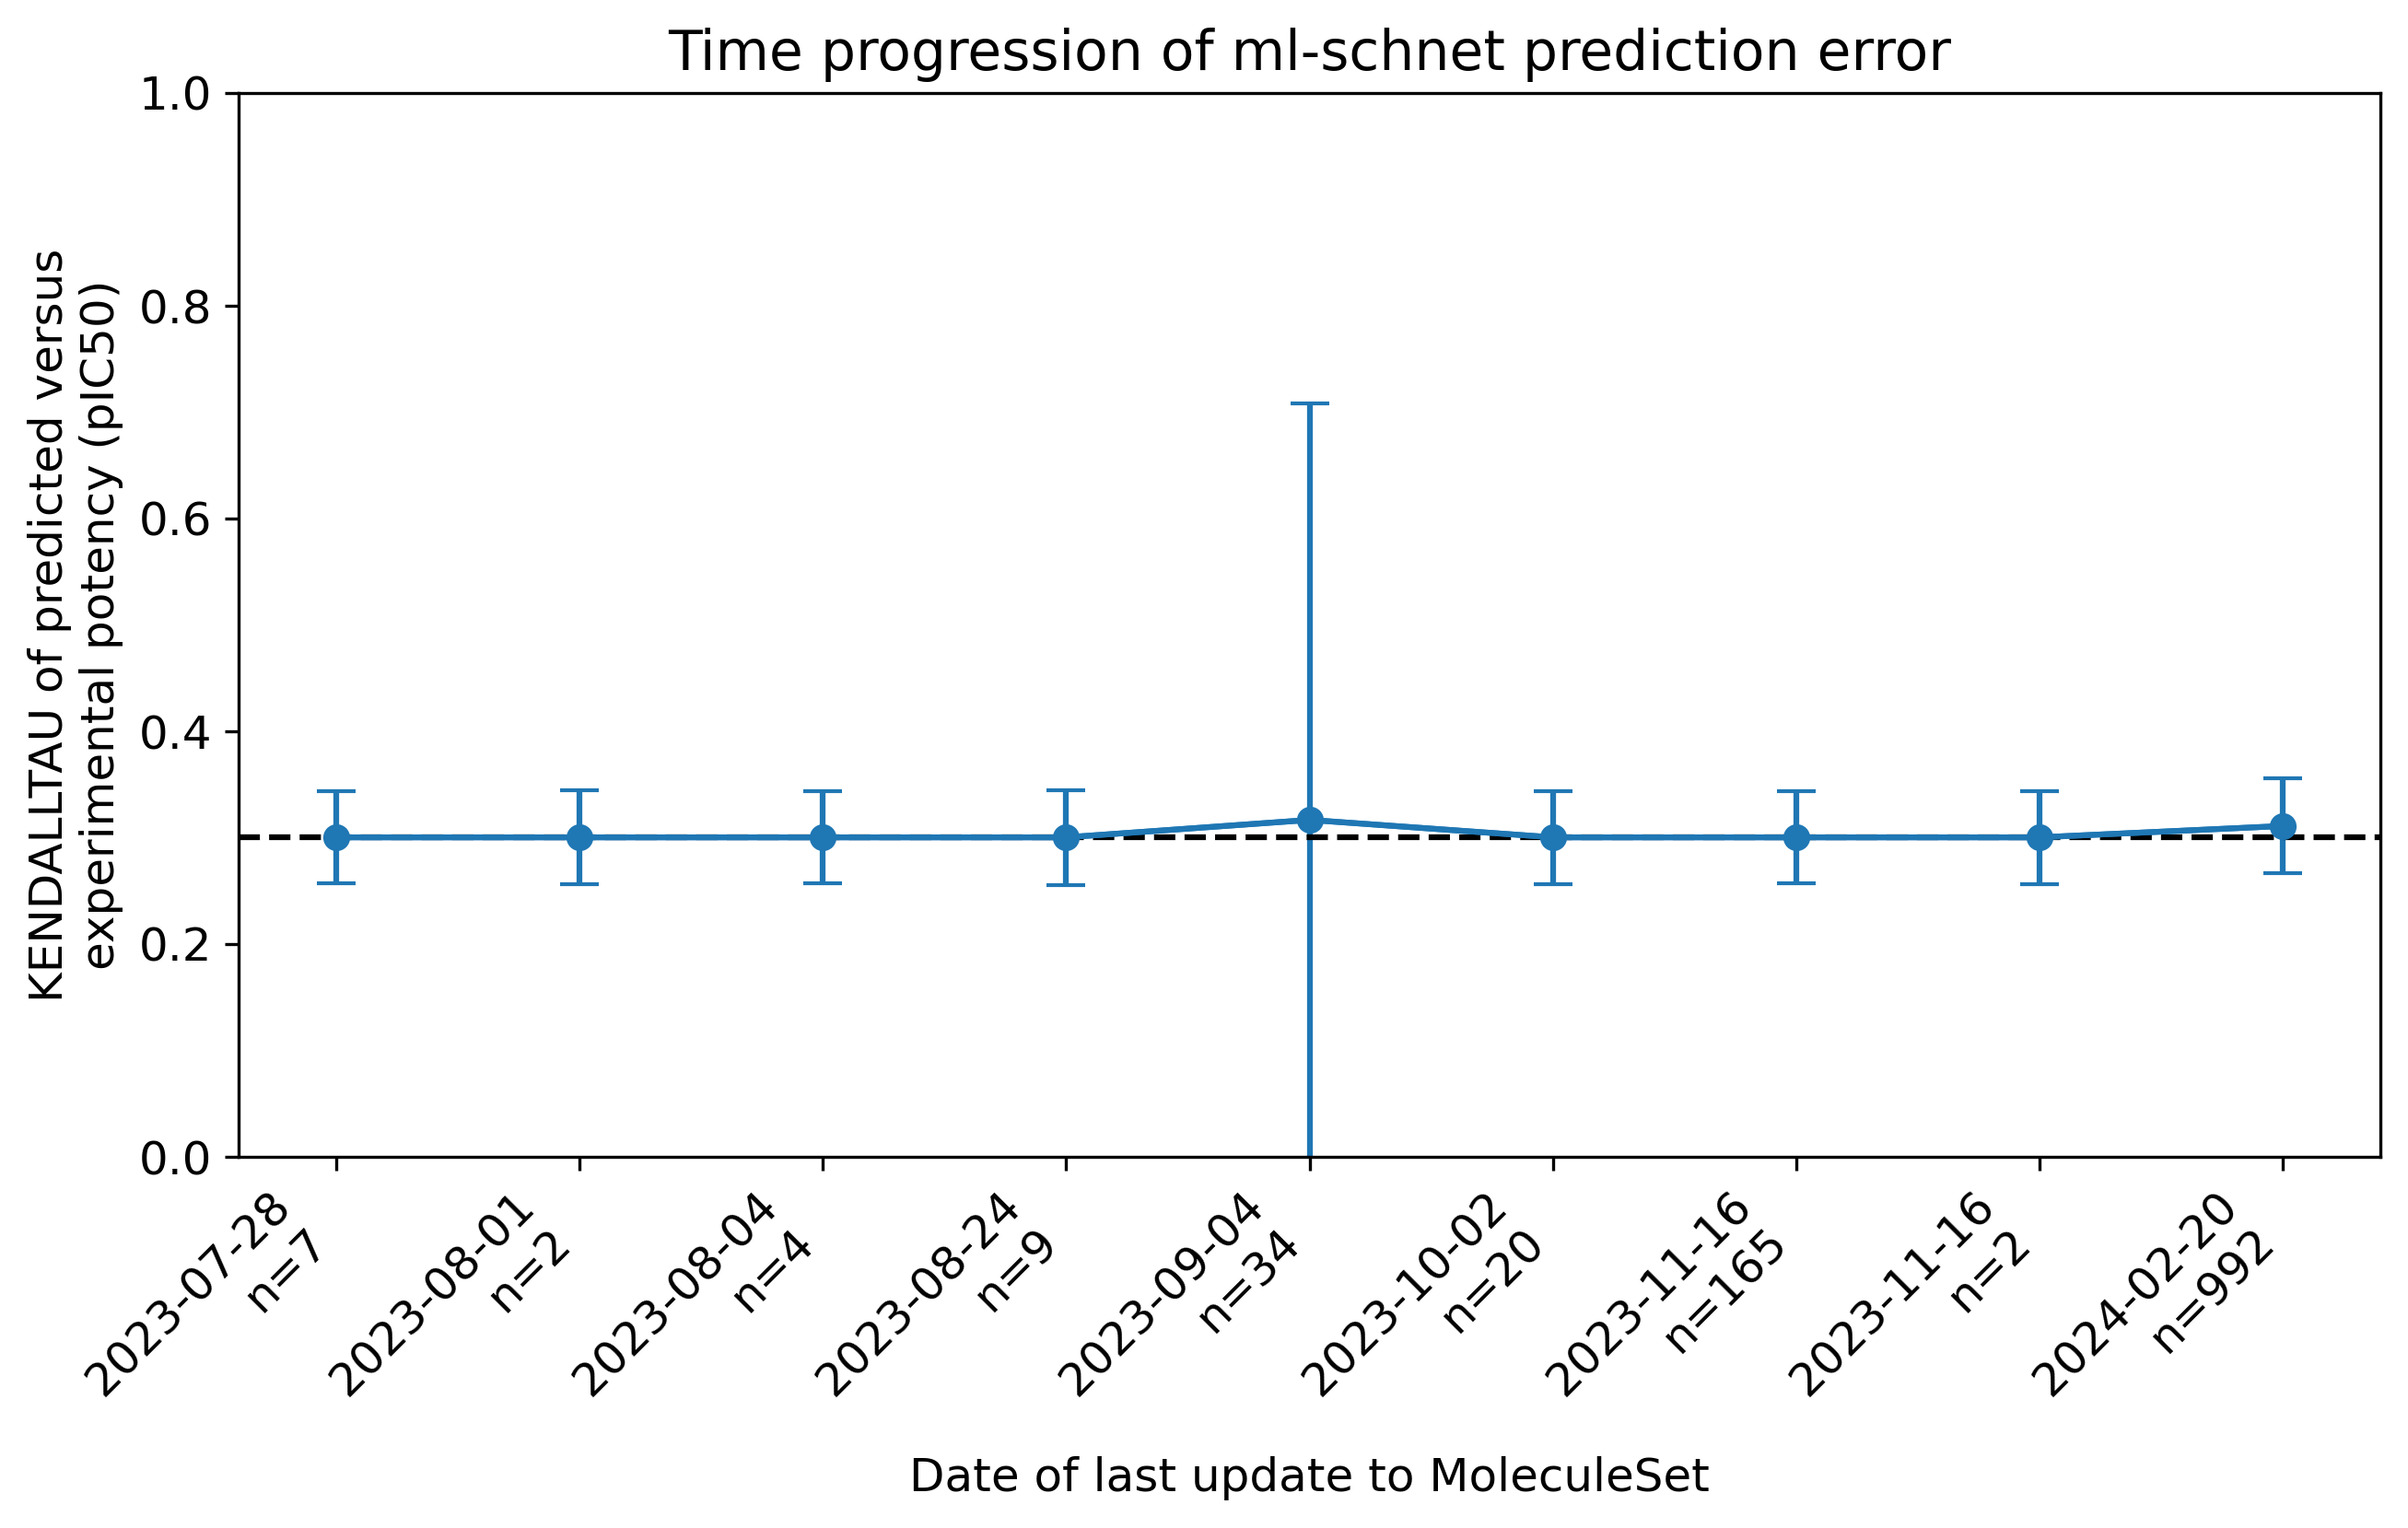 Time progression of ml-schnet prediction error
KENDALLTAU of predicted versus
experimental potency (pIC50)
1.0
0.8
0.6
0.4
0.2
0.0
2023-07-28
n=7
2023-08-01
n=2
2023-08-04
n=4
2023-08-24
n=9
2023-09-04
n=34
2023-10-02
n=20
2023-11-16
n=165
2023-11-16
n=2
2024-02-20
n=992
Date of last update to MoleculeSet